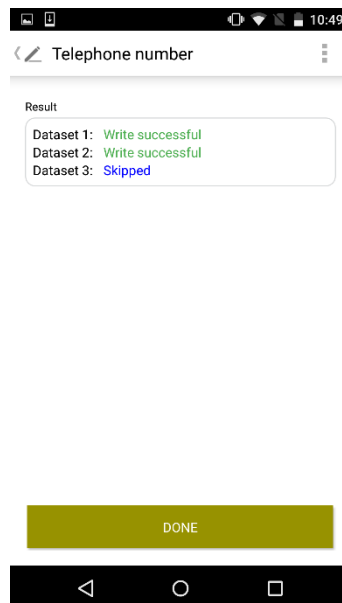 10:49
Telephone number
Result
Dataset 1: Write successful
Dataset 2: Write successful
Dataset 3: Skipped
DONE